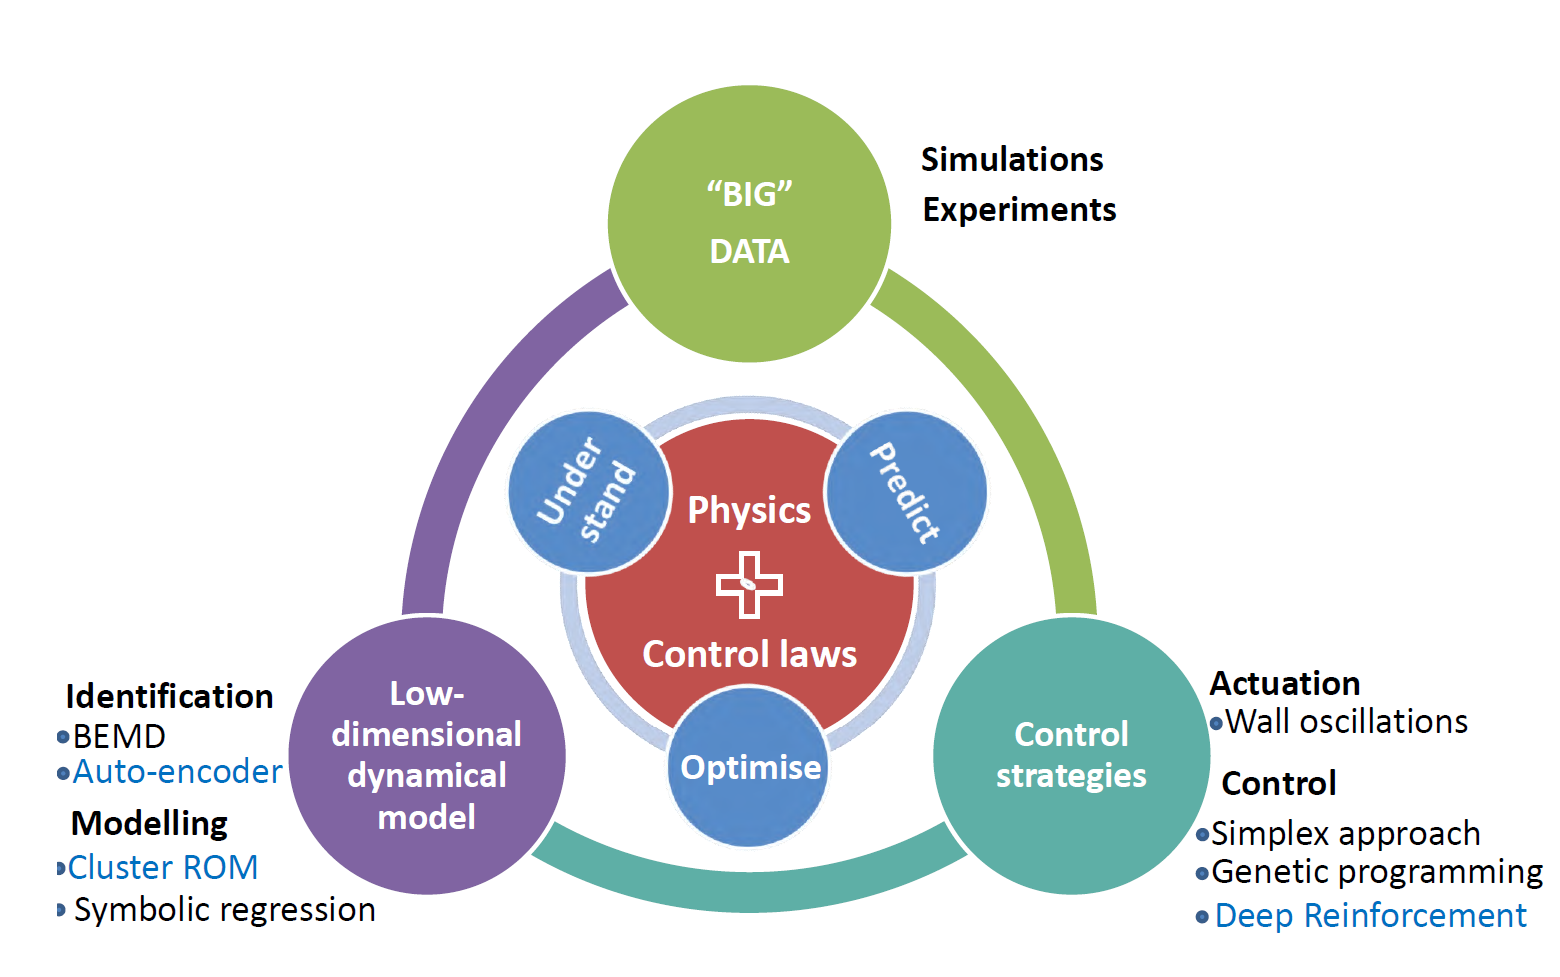 “BIG”
DATA
Simulations
Experiments
Under
stand
Predict
Physics
Control laws
Optimise
Low-
dimensional
dynamical
model
Control
strategies
Identification
BEMD
Auto-encoder
Modelling
Cluster ROM
Symbolic regression
Actuation
Wall oscillations
Control
Simplex approach
Genetic programming
Deep Reinforcement